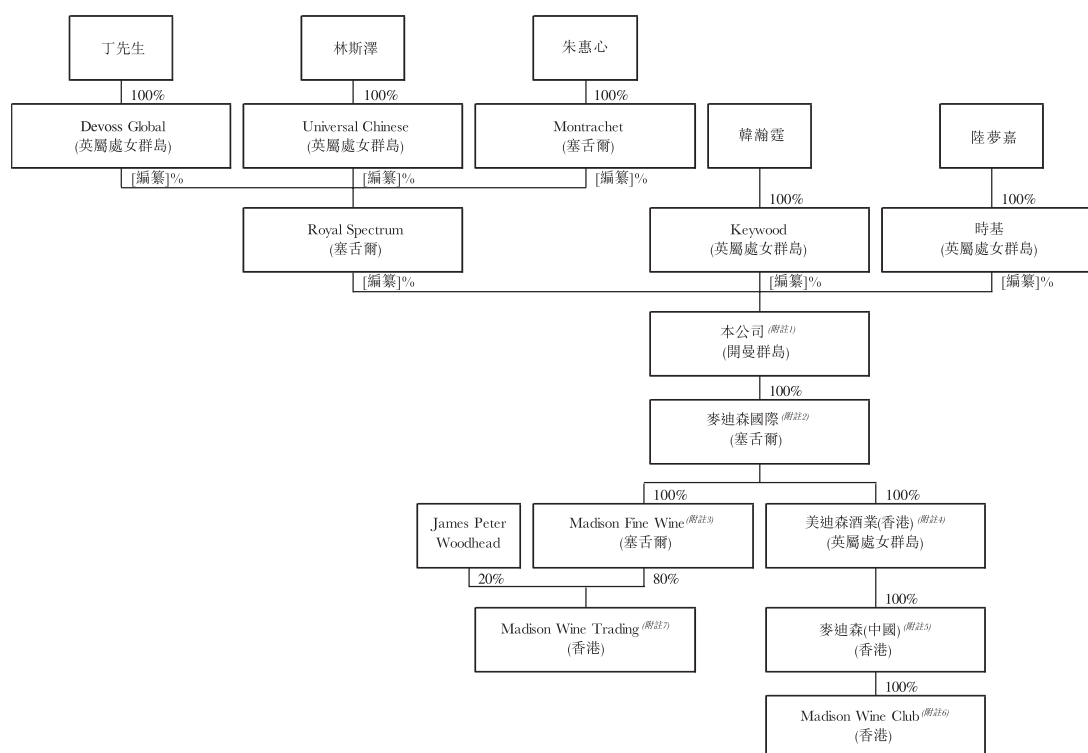 丁先生
林斯澤
朱惠心
100%
100%
100%
Devoss Global
(英屬處女群島)
Universal Chinese
(英屬處女群島)
Montrachet
(塞舌爾)
韓瀚霆
陸夢嘉
[編纂]%
[編纂]%
[編纂]%
100%
100%
Royal Spectrum
(塞舌爾)
Keywood
(英屬處女群島)
時基
(英屬處女群島)
[編纂]%
[編纂]%
[編纂]%
本公司(附註1)
(開曼群島)
100%
麥迪森國際(附註2)
(塞舌爾)
100%
100%
James Peter
Woodhead
Madison Fine Wine(附註3)
(塞舌爾)
美迪森酒業(香港)(附註4)
(英屬處女群島)
20%
80%
100%
Madison Wine Trading(附註7)
(香港)
麥迪森(中國)(附註5)
(香港)
100%
Madison Wine Club(附註6)
(香港)